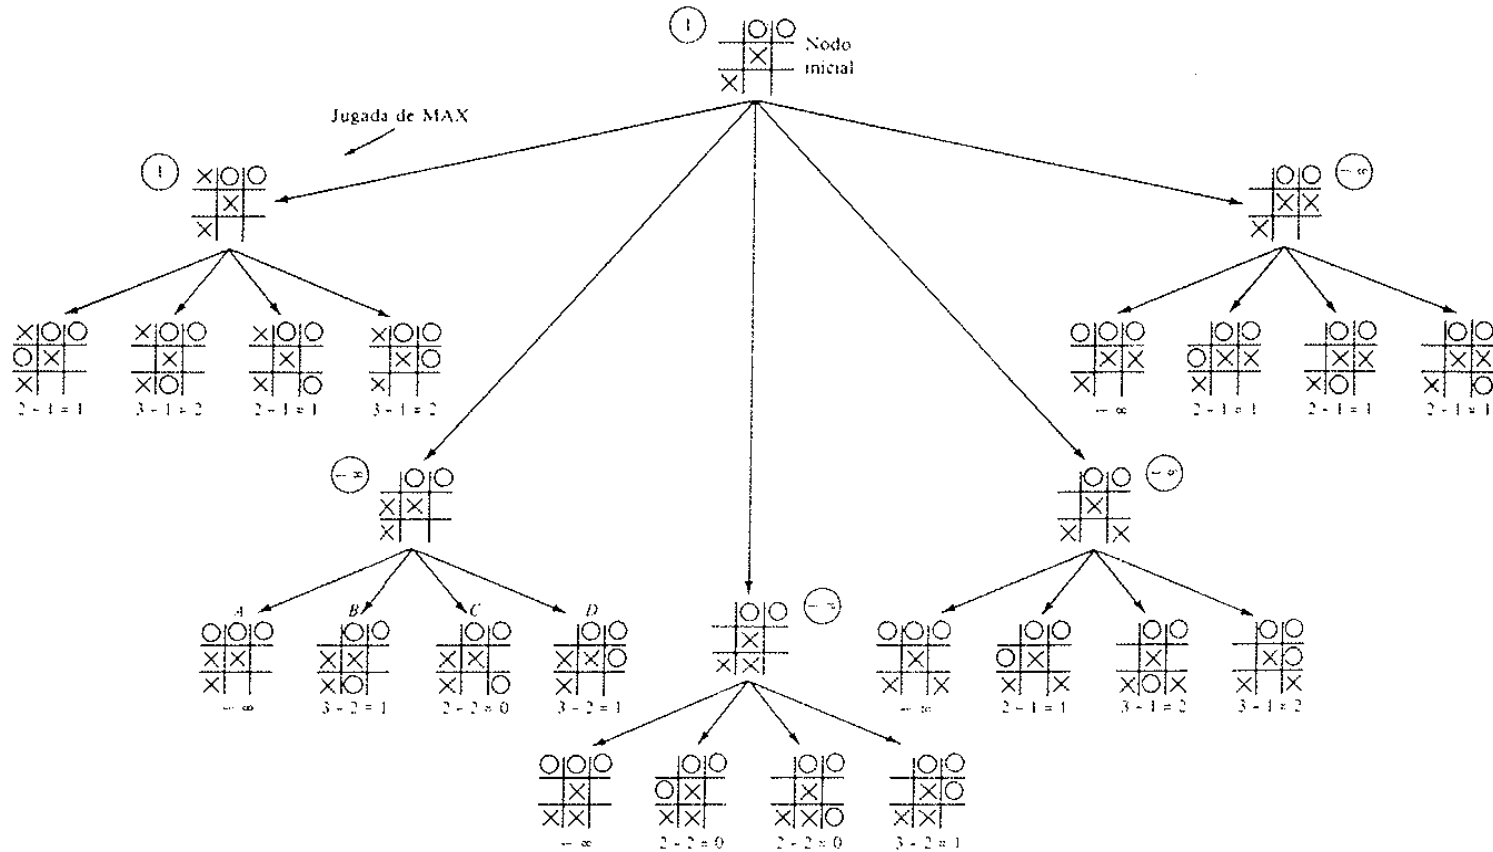 1
Nodo
inicial
Jugada de MAX
1
− ∞
2 − 1 = 1
3 − 1 = 2
2 − 1 = 1
3 − 1 = 2
− ∞
2 − 1 = 1
2 − 1 = 1
2 − 1 = 1
− ∞
A
B
C
D
− ∞
3 − 2 = 1
2 − 2 = 0
3 − 2 = 1
− ∞
2 − 2 = 0
2 − 2 = 0
3 − 2 = 1
− ∞
2 − 1 = 1
3 − 1 = 2
3 − 1 = 2